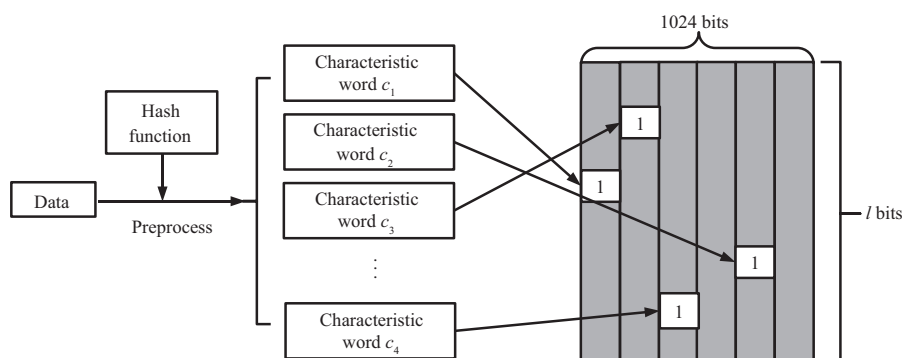 1024 bits
Characteristic
word c₁
Hash
function
1
Characteristic
word c₂
1
Data
Preprocess
Characteristic
word c₃
l bits
⋮
1
1
Characteristic
word c₄